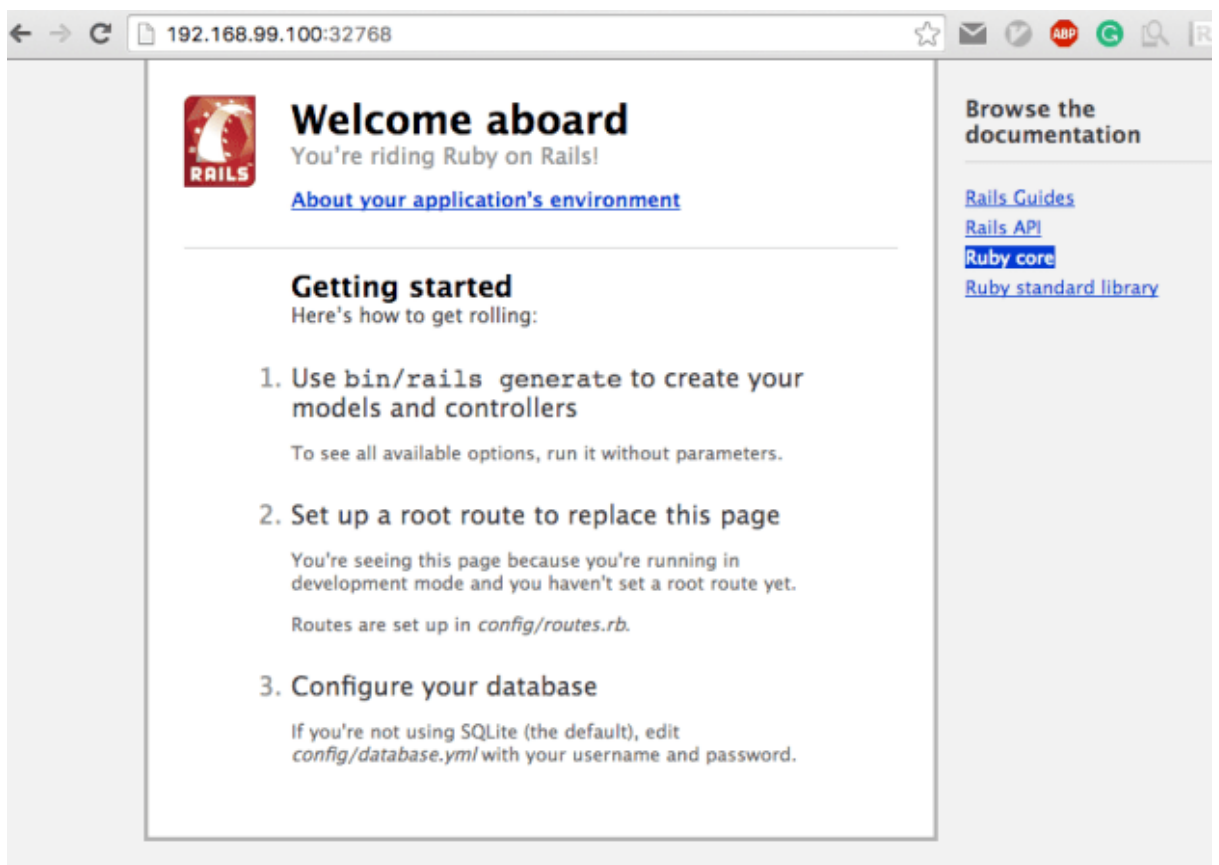 192.168.99.100:32768
ABP
G
R
RAILS
Welcome aboard
You're riding Ruby on Rails!
About your application's environment
Getting started
Here's how to get rolling:
1. Use bin/rails generate to create your
models and controllers
To see all available options, run it without parameters.
2. Set up a root route to replace this page
You're seeing this page because you're running in
development mode and you haven't set a root route yet.
Routes are set up in config/routes.rb.
3. Configure your database
If you're not using SQLite (the default), edit
config/database.yml with your username and password.
Browse the
documentation
Rails Guides
Rails API
Ruby core
Ruby standard library